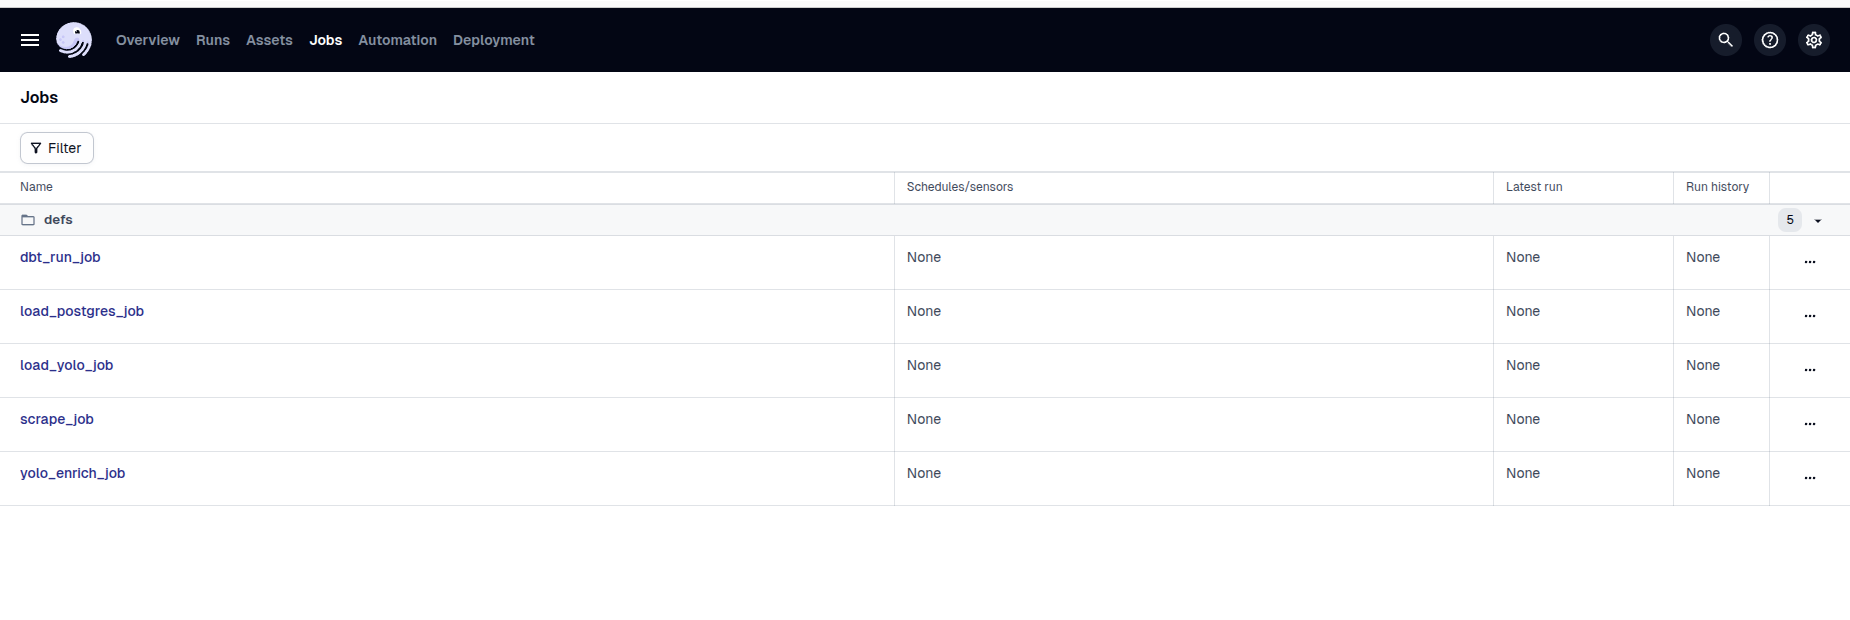 Overview Runs Assets Jobs Automation Deployment
Jobs
Filter
Name Schedules/sensors Latest run Run history
defs 5
dbt_run_job None None None
load_postgres_job None None None
load_yolo_job None None None
scrape_job None None None
yolo_enrich_job None None None